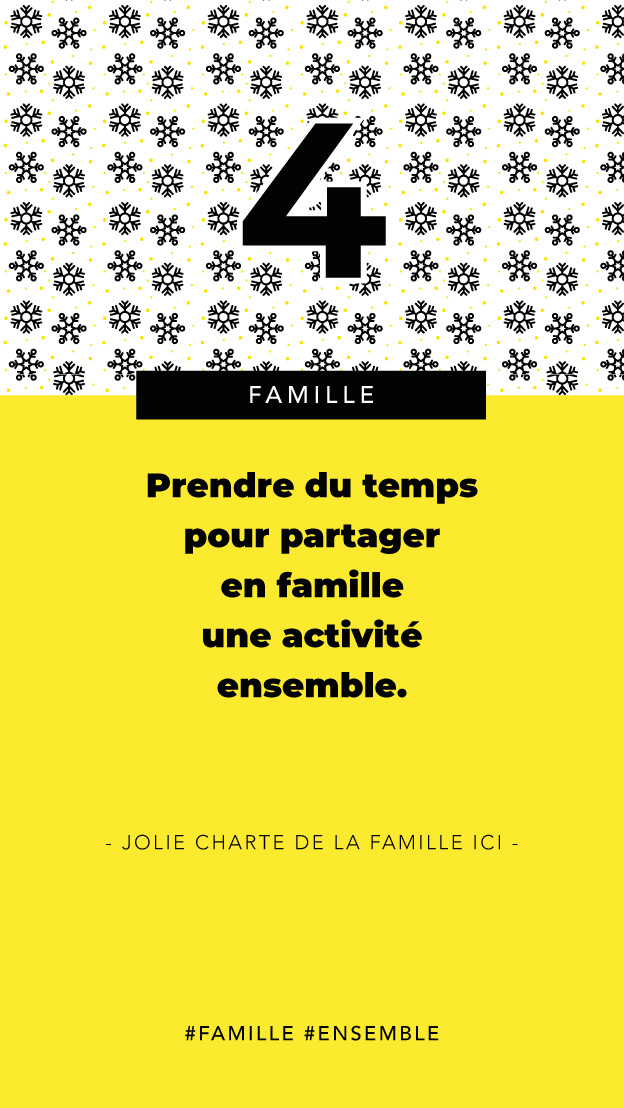 4
FAMILLE
Prendre du temps
pour partager
en famille
une activité
ensemble.
- JOLIE CHARTE DE LA FAMILLE ICI -
#FAMILLE #ENSEMBLE